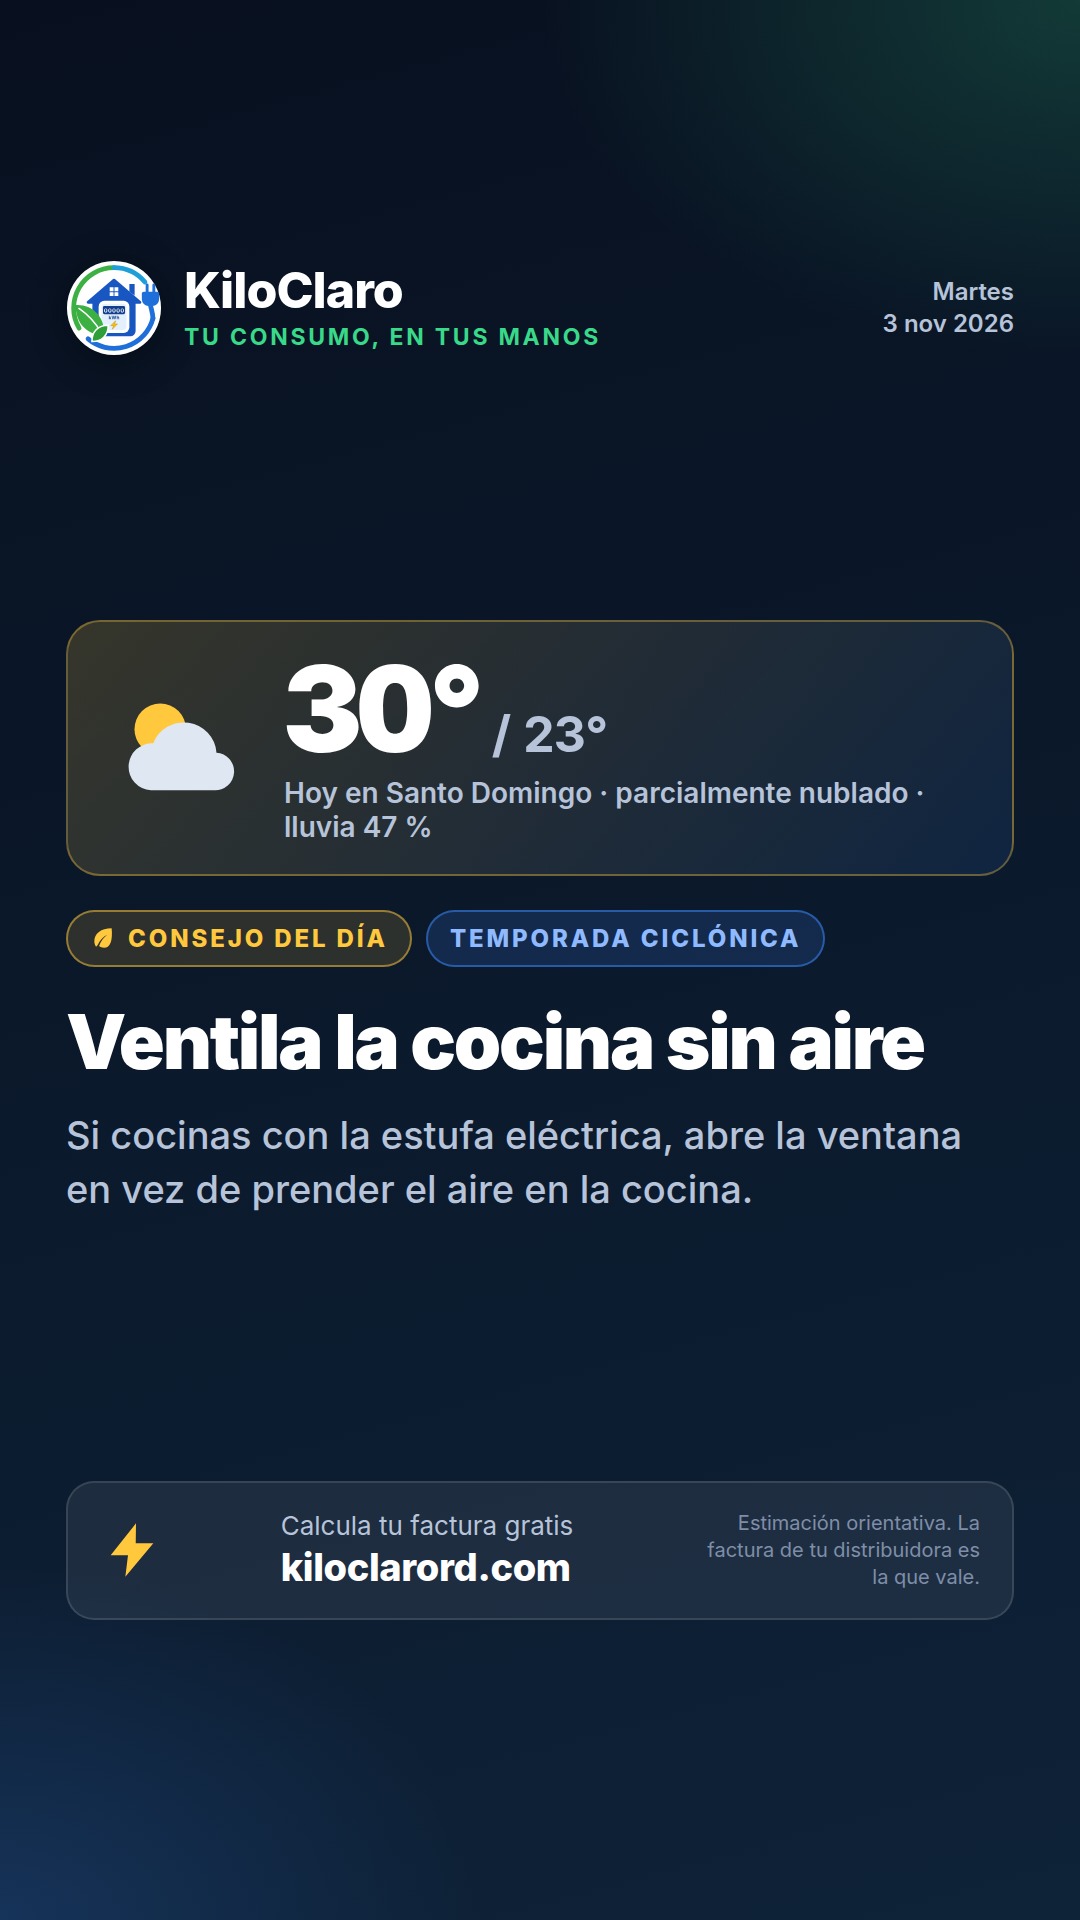 KiloClaro
TU CONSUMO, EN TUS MANOS
Martes
3 nov 2026
30° / 23°
Hoy en Santo Domingo · parcialmente nublado ·
lluvia 47 %
CONSEJO DEL DÍA
TEMPORADA CICLÓNICA
Ventila la cocina sin aire
Si cocinas con la estufa eléctrica, abre la ventana
en vez de prender el aire en la cocina.
Calcula tu factura gratis
kiloclarord.com
Estimación orientativa. La
factura de tu distribuidora es
la que vale.